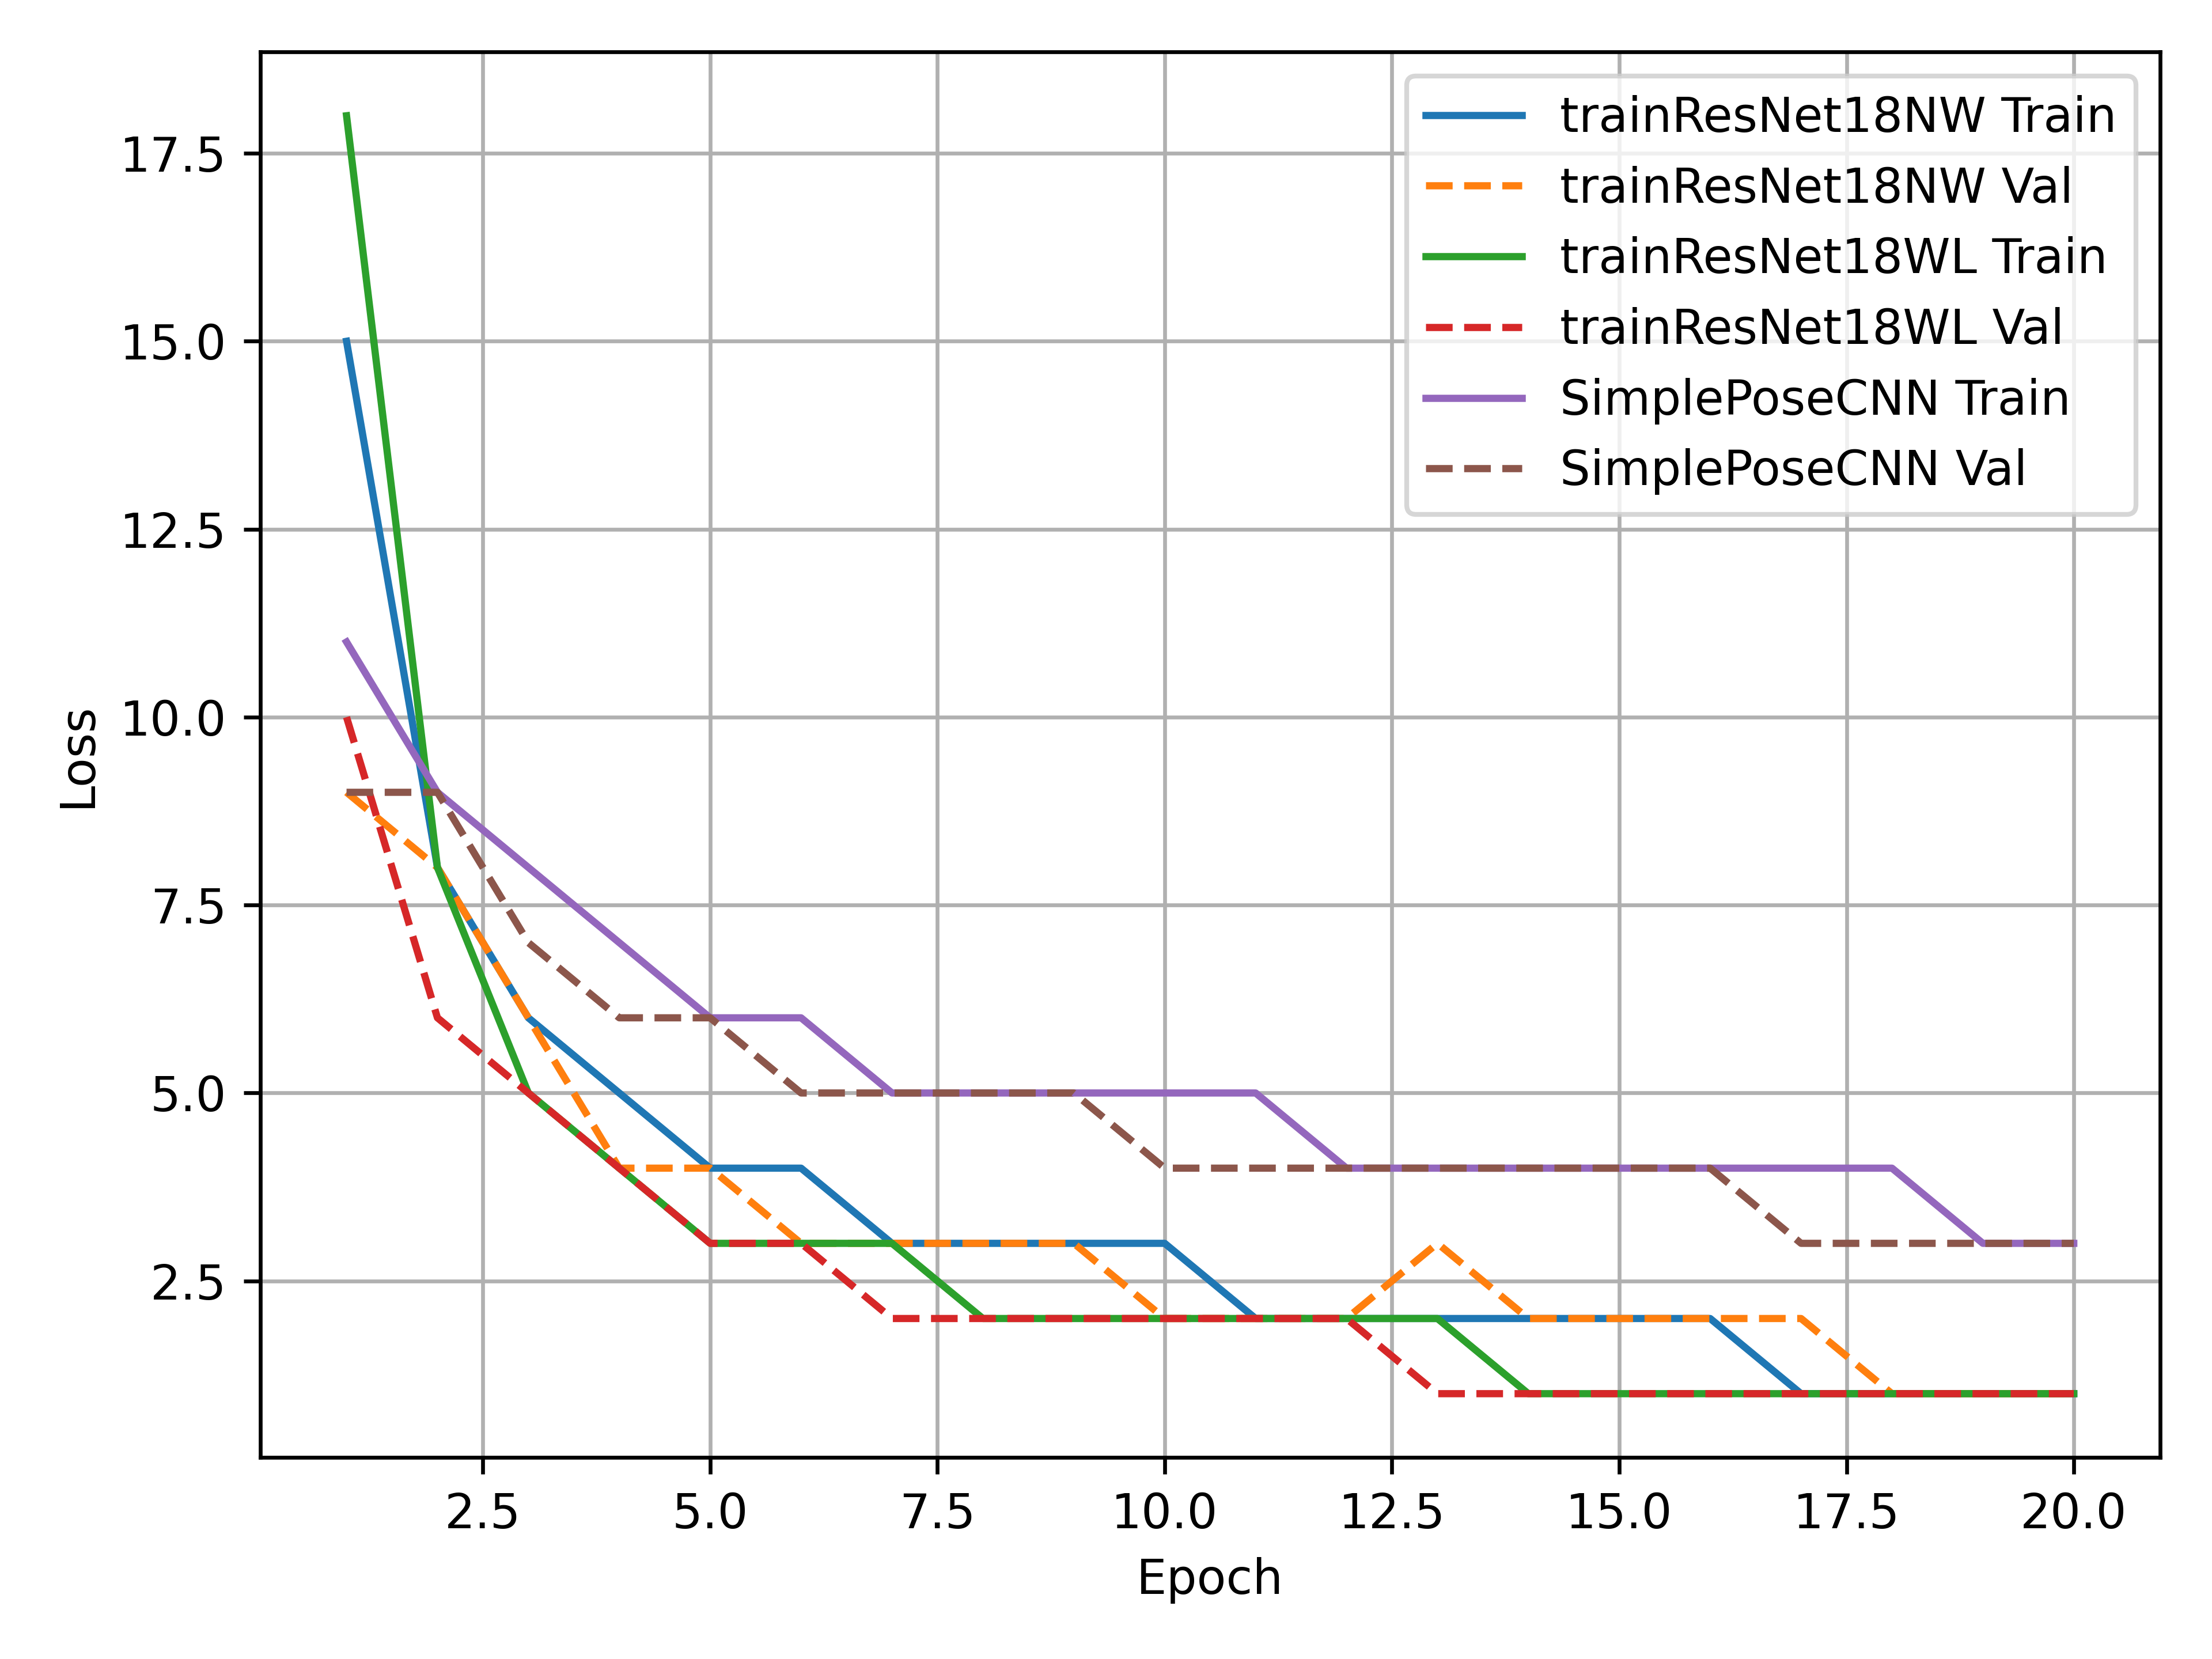 17.5
15.0
12.5
10.0
7.5
5.0
2.5
Loss
trainResNet18NW Train
trainResNet18NW Val
trainResNet18WL Train
trainResNet18WL Val
SimplePoseCNN Train
SimplePoseCNN Val
2.5 5.0 7.5 10.0 12.5 15.0 17.5 20.0
Epoch